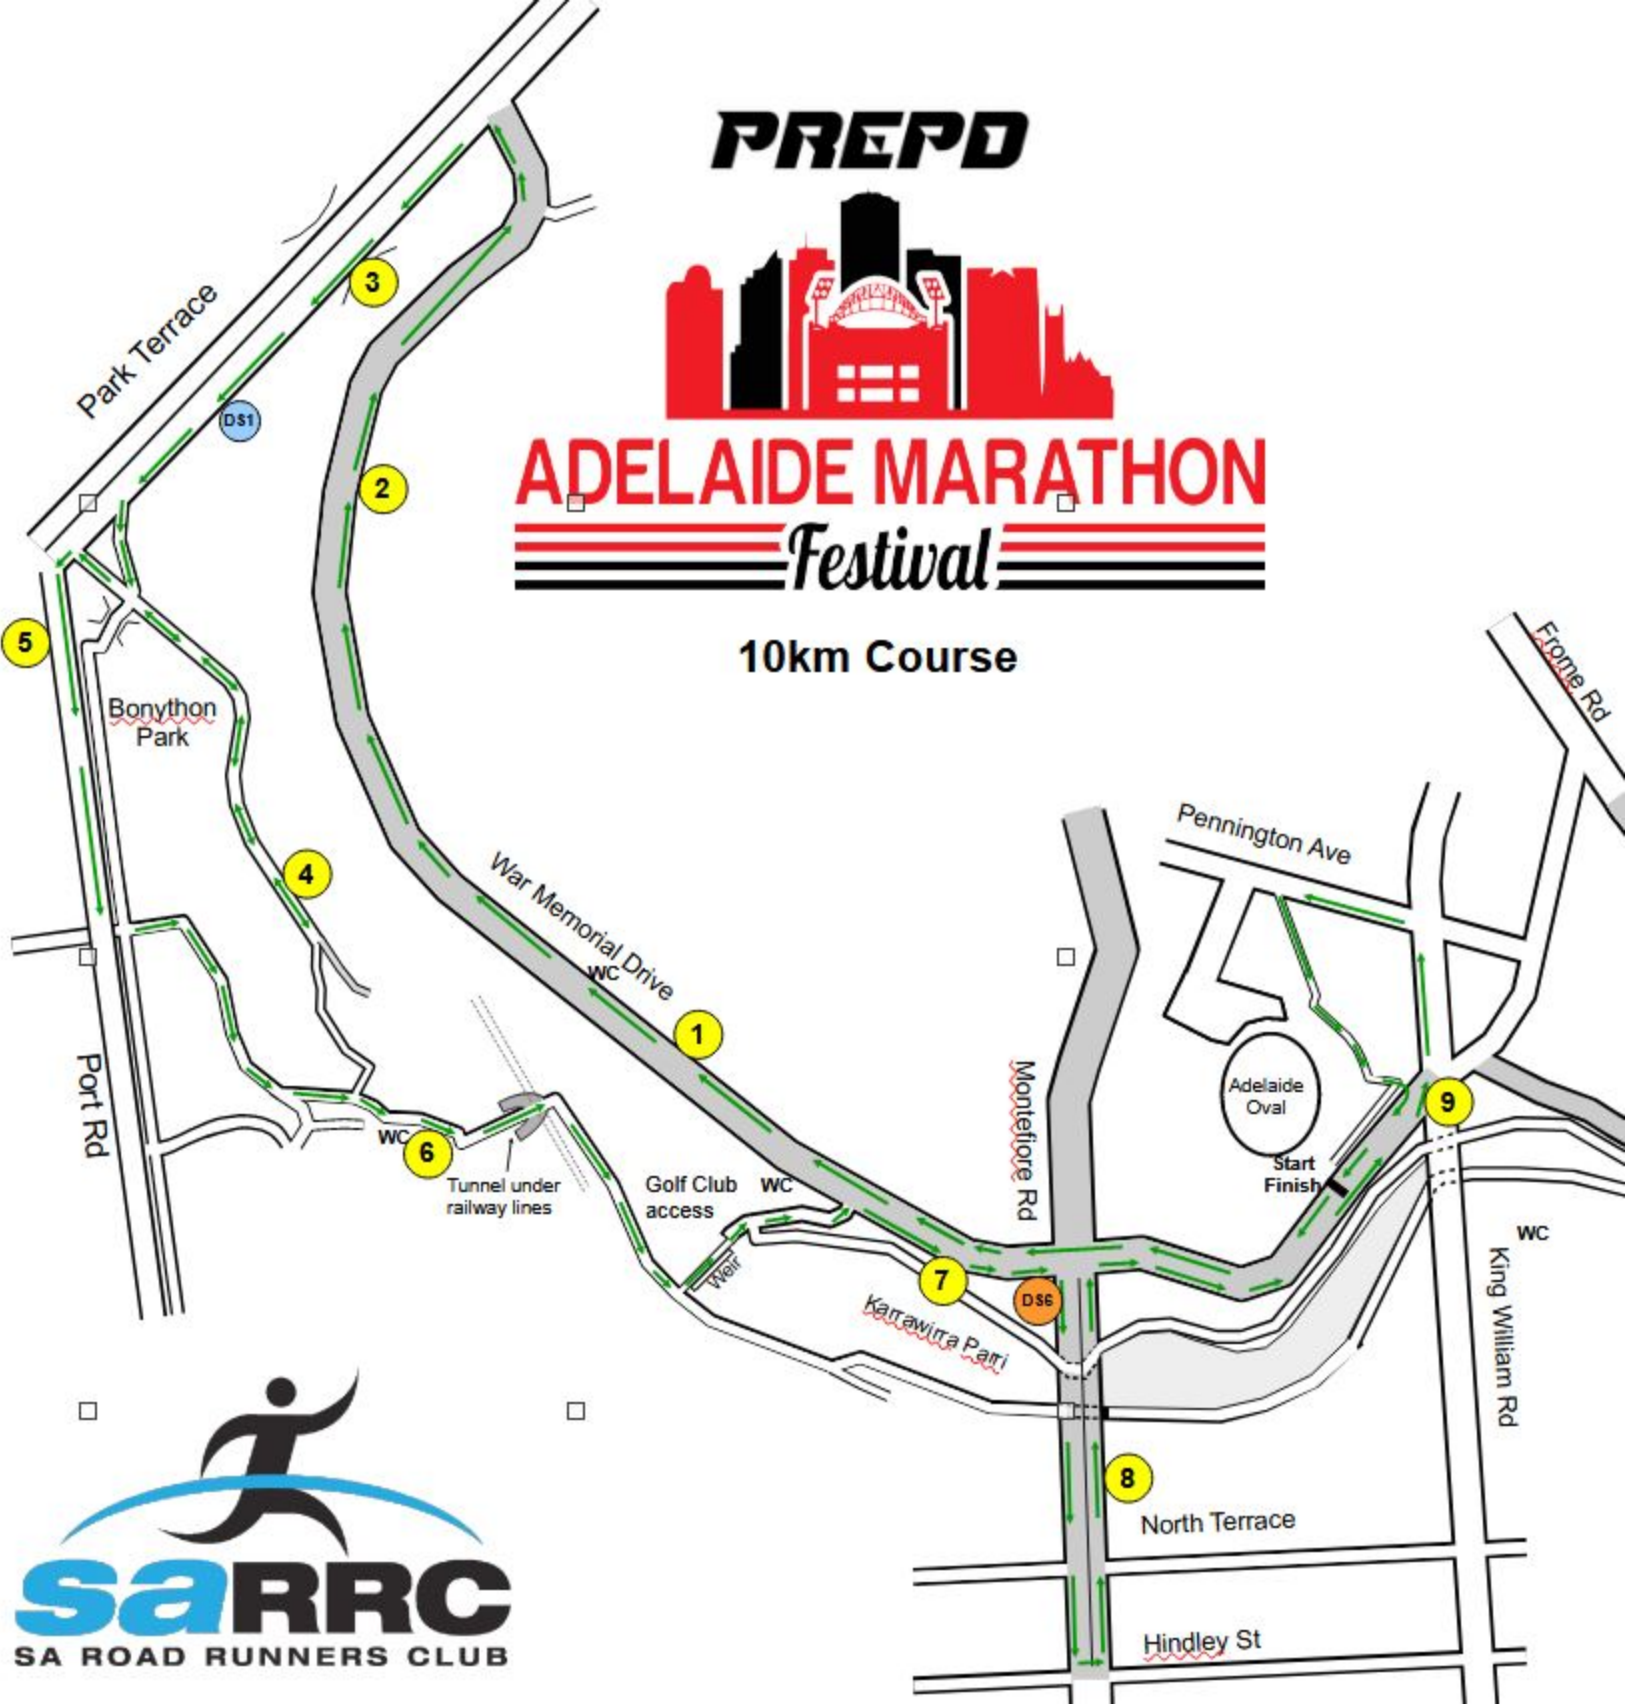 PREPD
ADELAIDE MARATHON
Festival
10km Course
Park Terrace
3
DS1
2
5
Bonython
Park
4
War Memorial Drive
WC
1
Port Rd
WC
6
Tunnel under
railway lines
Golf Club
access
WC
Weir
7
DS6
Karrawirra Parri
Montefiore Rd
Pennington Ave
Frome Rd
Adelaide
Oval
9
Start
Finish
WC
King William Rd
8
North Terrace
Hindley St
saRRC
SA ROAD RUNNERS CLUB